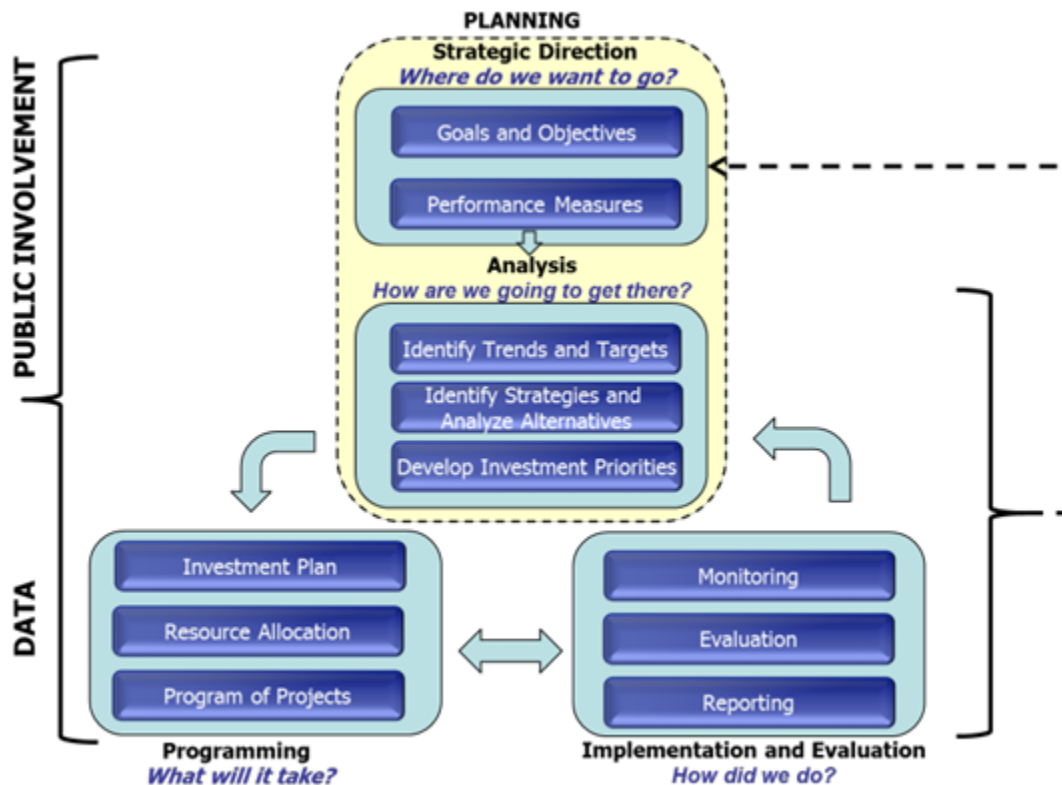 PLANNING
Strategic Direction
Where do we want to go?
Goals and Objectives
Performance Measures
Analysis
How are we going to get there?
Identify Trends and Targets
Identify Strategies and
Analyze Alternatives
Develop Investment Priorities
PUBLIC INVOLVEMENT
DATA
Investment Plan
Resource Allocation
Program of Projects
Programming
What will it take?
Monitoring
Evaluation
Reporting
Implementation and Evaluation
How did we do?